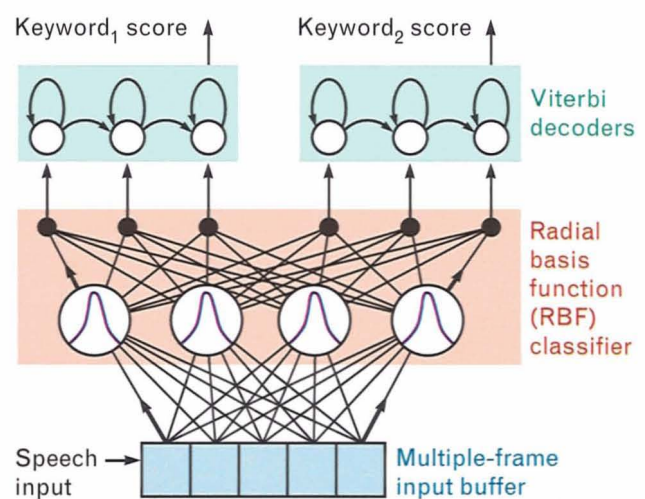 Keyword1 score
Keyword2 score
Viterbi
decoders
Radial
basis
function
(RBF)
classifier
Speech
input
Multiple-frame
input buffer